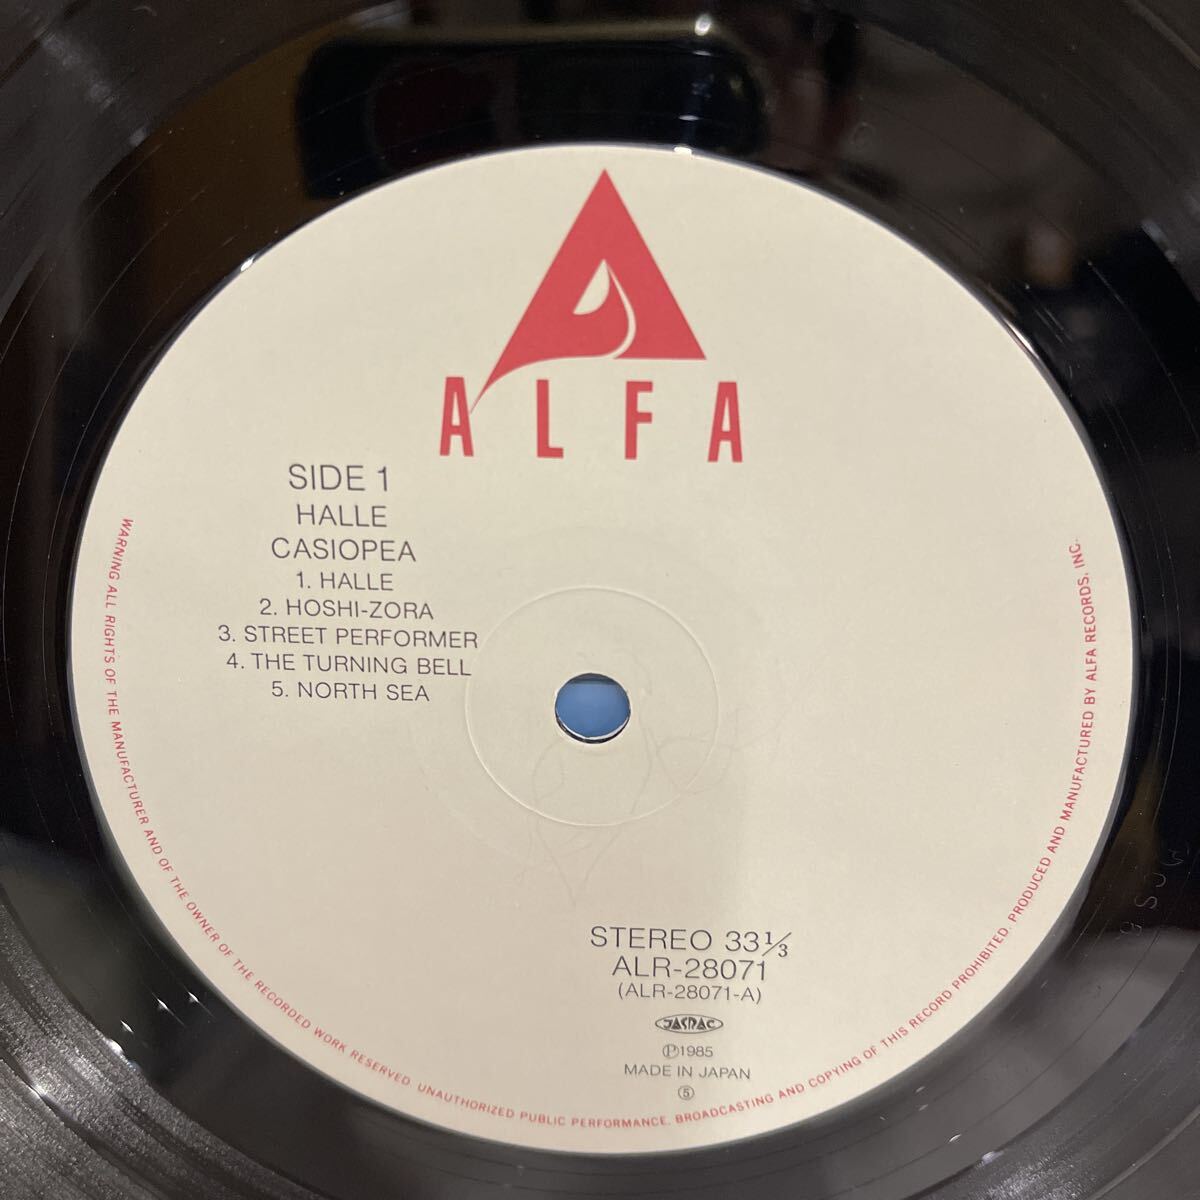 ALFA
SIDE 1
HALLE
CASIOPEA
1. HALLE
2. HOSHI-ZORA
3. STREET PERFORMER
4. THE TURNING BELL
5. NORTH SEA
STEREO 33⅓
ALR-28071
(ALR-28071-A)
JASRAC
Ⓟ1985
MADE IN JAPAN
⑤
WARNING ALL RIGHTS OF THE MANUFACTURER AND OF THE OWNER OF THE RECORDED WORK RESERVED. UNAUTHORIZED PUBLIC PERFORMANCE. BROADCASTING AND COPYING OF THIS RECORD PROHIBITED. PRODUCED AND MANUFACTURED BY ALFA RECORDS, INC.